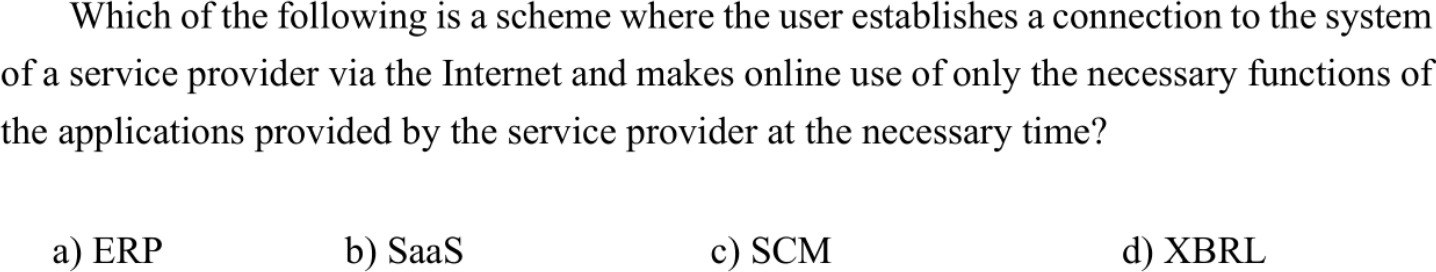 Which of the following is a scheme where the user establishes a connection to the system
of a service provider via the Internet and makes online use of only the necessary functions of
the applications provided by the service provider at the necessary time?
a) ERP b) SaaS c) SCM d) XBRL